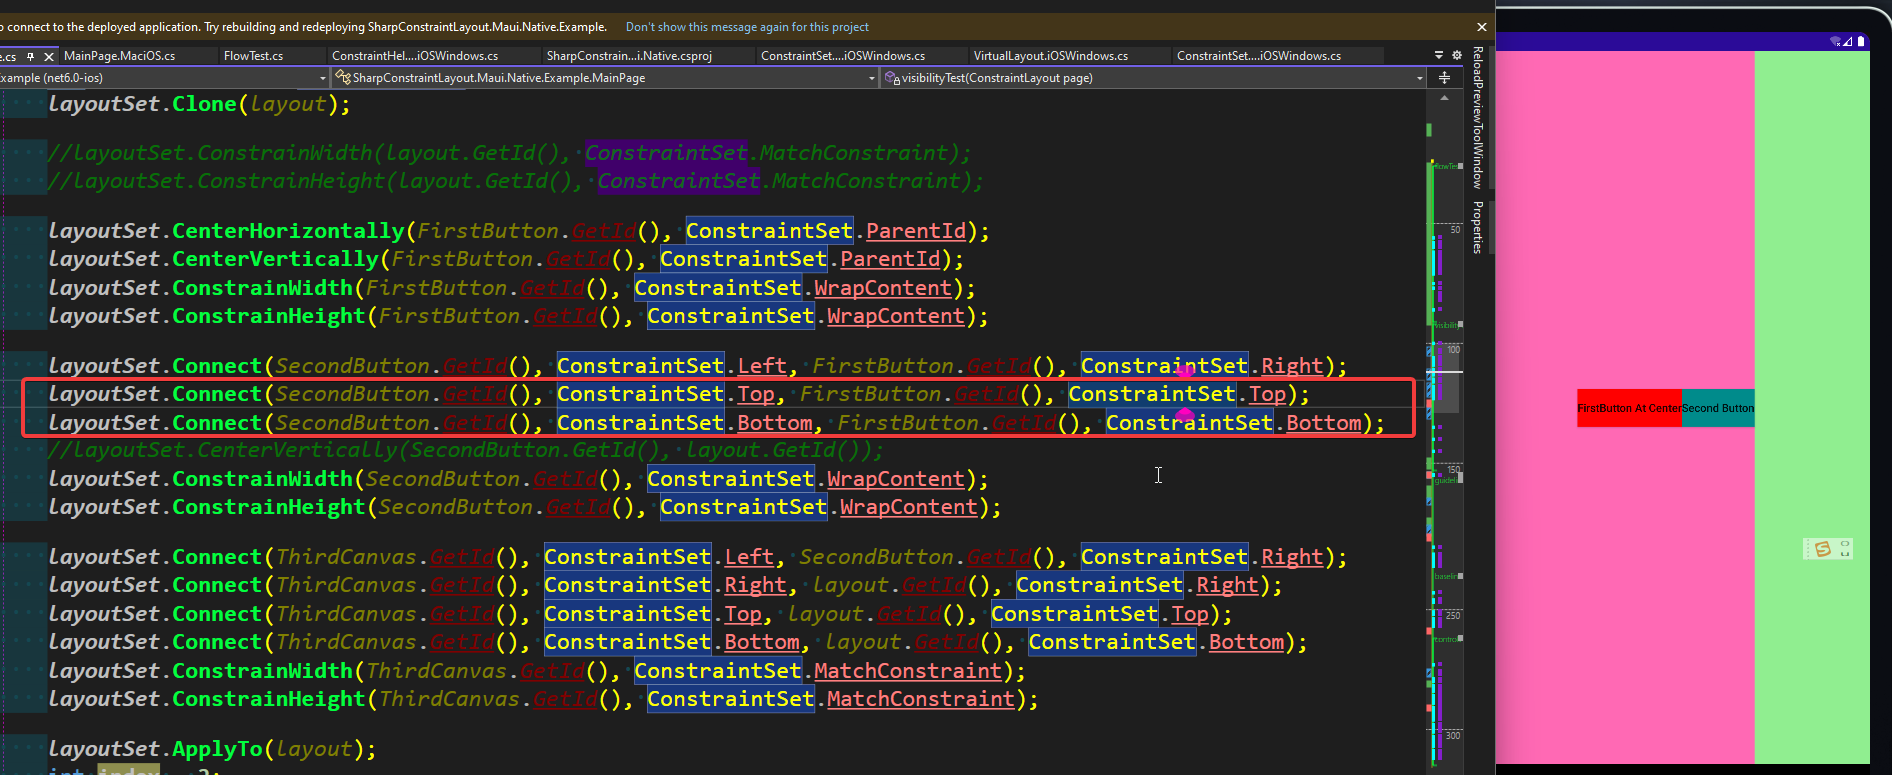 o connect to the deployed application. Try rebuilding and redeploying SharpConstraintLayout.Maui.Native.Example. Don't show this message again for this project
e.cs MainPage.MaciOS.cs FlowTest.cs ConstraintHel....iOSWindows.cs SharpConstrain...i.Native.csproj ConstraintSet....iOSWindows.cs VirtualLayout.iOSWindows.cs ConstraintSet....iOSWindows.cs
xample (net6.0-ios) SharpConstraintLayout.Maui.Native.Example.MainPage visibilityTest(ConstraintLayout page)
layoutSet.Clone(layout);
//layoutSet.ConstrainWidth(layout.GetId(), ConstraintSet.MatchConstraint);
//layoutSet.ConstrainHeight(layout.GetId(), ConstraintSet.MatchConstraint);
layoutSet.CenterHorizontally(FirstButton.GetId(), ConstraintSet.ParentId);
layoutSet.CenterVertically(FirstButton.GetId(), ConstraintSet.ParentId);
layoutSet.ConstrainWidth(FirstButton.GetId(), ConstraintSet.WrapContent);
layoutSet.ConstrainHeight(FirstButton.GetId(), ConstraintSet.WrapContent);
layoutSet.Connect(SecondButton.GetId(), ConstraintSet.Left, FirstButton.GetId(), ConstraintSet.Right);
layoutSet.Connect(SecondButton.GetId(), ConstraintSet.Top, FirstButton.GetId(), ConstraintSet.Top);
layoutSet.Connect(SecondButton.GetId(), ConstraintSet.Bottom, FirstButton.GetId(), ConstraintSet.Bottom);
//layoutSet.CenterVertically(SecondButton.GetId(), layout.GetId());
layoutSet.ConstrainWidth(SecondButton.GetId(), ConstraintSet.WrapContent);
layoutSet.ConstrainHeight(SecondButton.GetId(), ConstraintSet.WrapContent);
layoutSet.Connect(ThirdCanvas.GetId(), ConstraintSet.Left, SecondButton.GetId(), ConstraintSet.Right);
layoutSet.Connect(ThirdCanvas.GetId(), ConstraintSet.Right, layout.GetId(), ConstraintSet.Right);
layoutSet.Connect(ThirdCanvas.GetId(), ConstraintSet.Top, layout.GetId(), ConstraintSet.Top);
layoutSet.Connect(ThirdCanvas.GetId(), ConstraintSet.Bottom, layout.GetId(), ConstraintSet.Bottom);
layoutSet.ConstrainWidth(ThirdCanvas.GetId(), ConstraintSet.MatchConstraint);
layoutSet.ConstrainHeight(ThirdCanvas.GetId(), ConstraintSet.MatchConstraint);
layoutSet.ApplyTo(layout);
int index
50
100
150
250
300
ReloadPreviewToolWindow
Properties
FirstButton At Center
Second Button